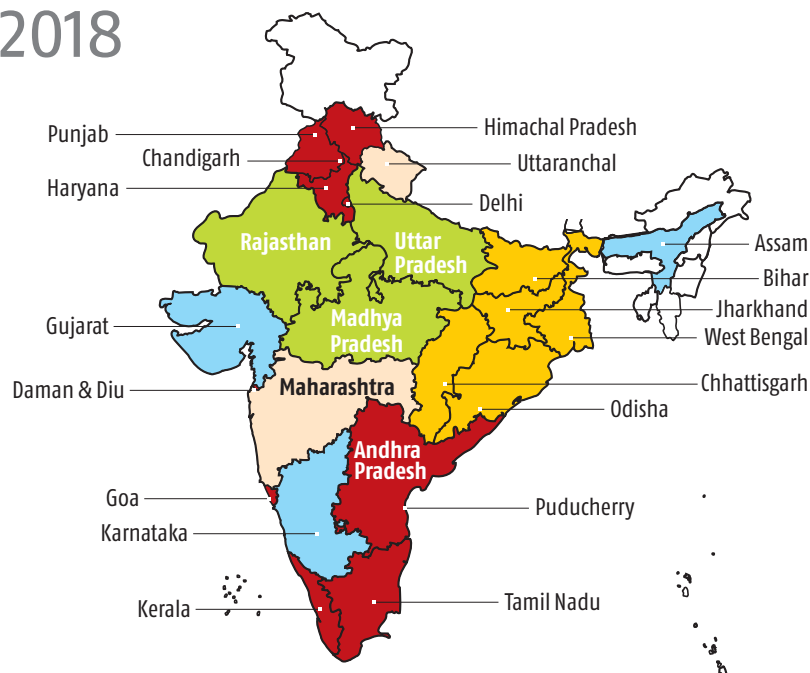 2018
Punjab
Himachal Pradesh
Chandigarh
Uttaranchal
Haryana
Delhi
Rajasthan
Uttar
Pradesh
Assam
Bihar
Jharkhand
Gujarat
Madhya
Pradesh
West Bengal
Daman & Diu
Maharashtra
Chhattisgarh
Odisha
Andhra
Pradesh
Goa
Puducherry
Karnataka
Kerala
Tamil Nadu